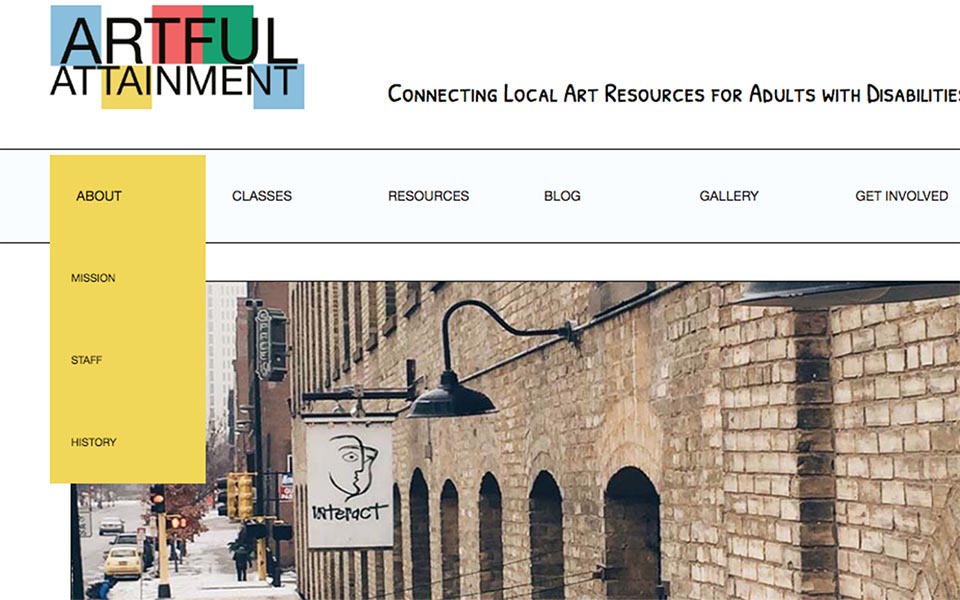 ARTFUL
ATTAINMENT
Connecting Local Art Resources for Adults with Disabilities
ABOUT
CLASSES
RESOURCES
BLOG
GALLERY
GET INVOLVED
MISSION
STAFF
HISTORY
interact